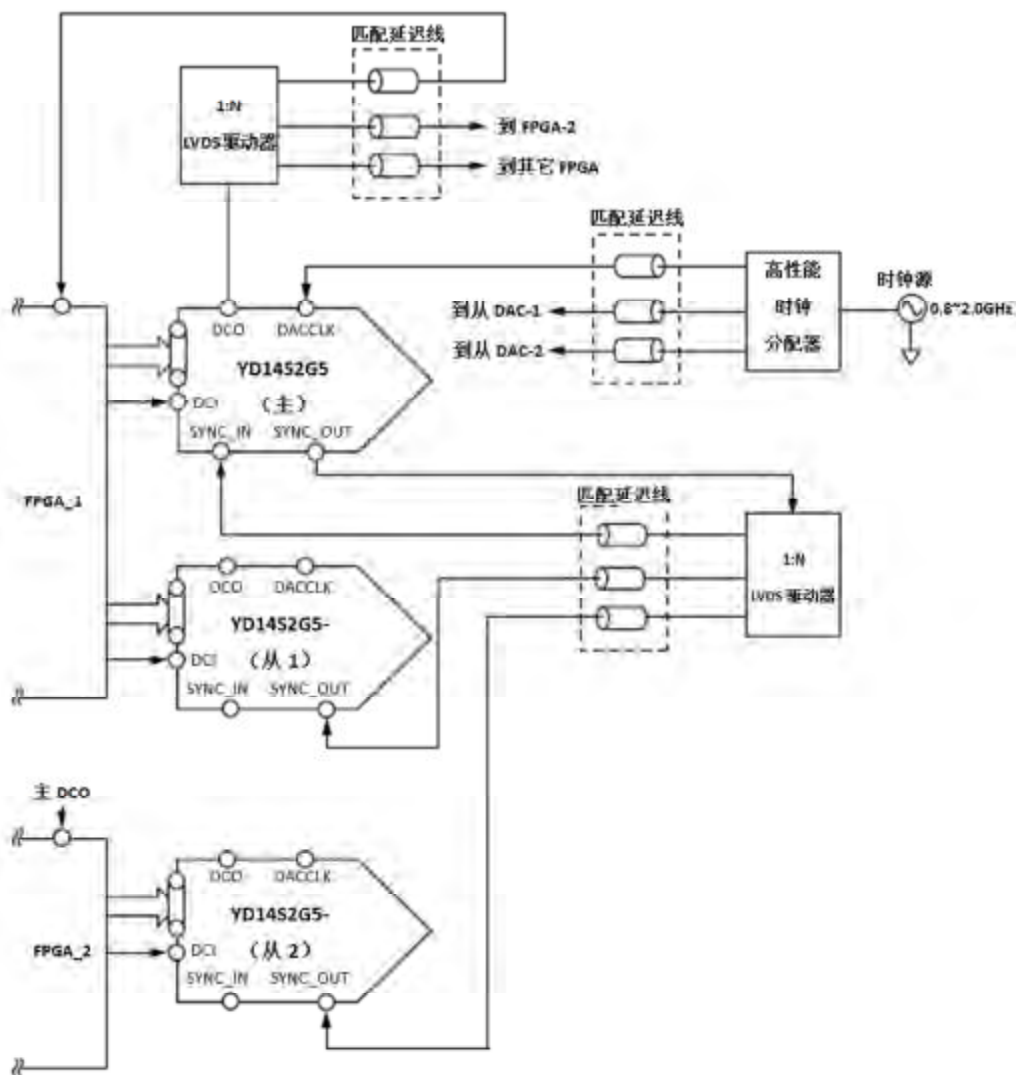 匹配延迟线
1:N
LVDS 驱动器
到 FPGA-2
到其它 FPGA
匹配延迟线
高性能
时钟
分配器
时钟源
0.8~2.0GHz
到从 DAC-1
到从 DAC-2
DCO DACCLK
YD14S2G5
（主）
DCI
SYNC_IN SYNC_OUT
FPGA_1
匹配延迟线
1:N
LVDS 驱动器
DCO DACCLK
YD14S2G5-
（从 1）
DCI
SYNC_IN SYNC_OUT
主 DCO
DCO DACCLK
YD14S2G5-
（从 2）
FPGA_2
DCI
SYNC_IN SYNC_OUT